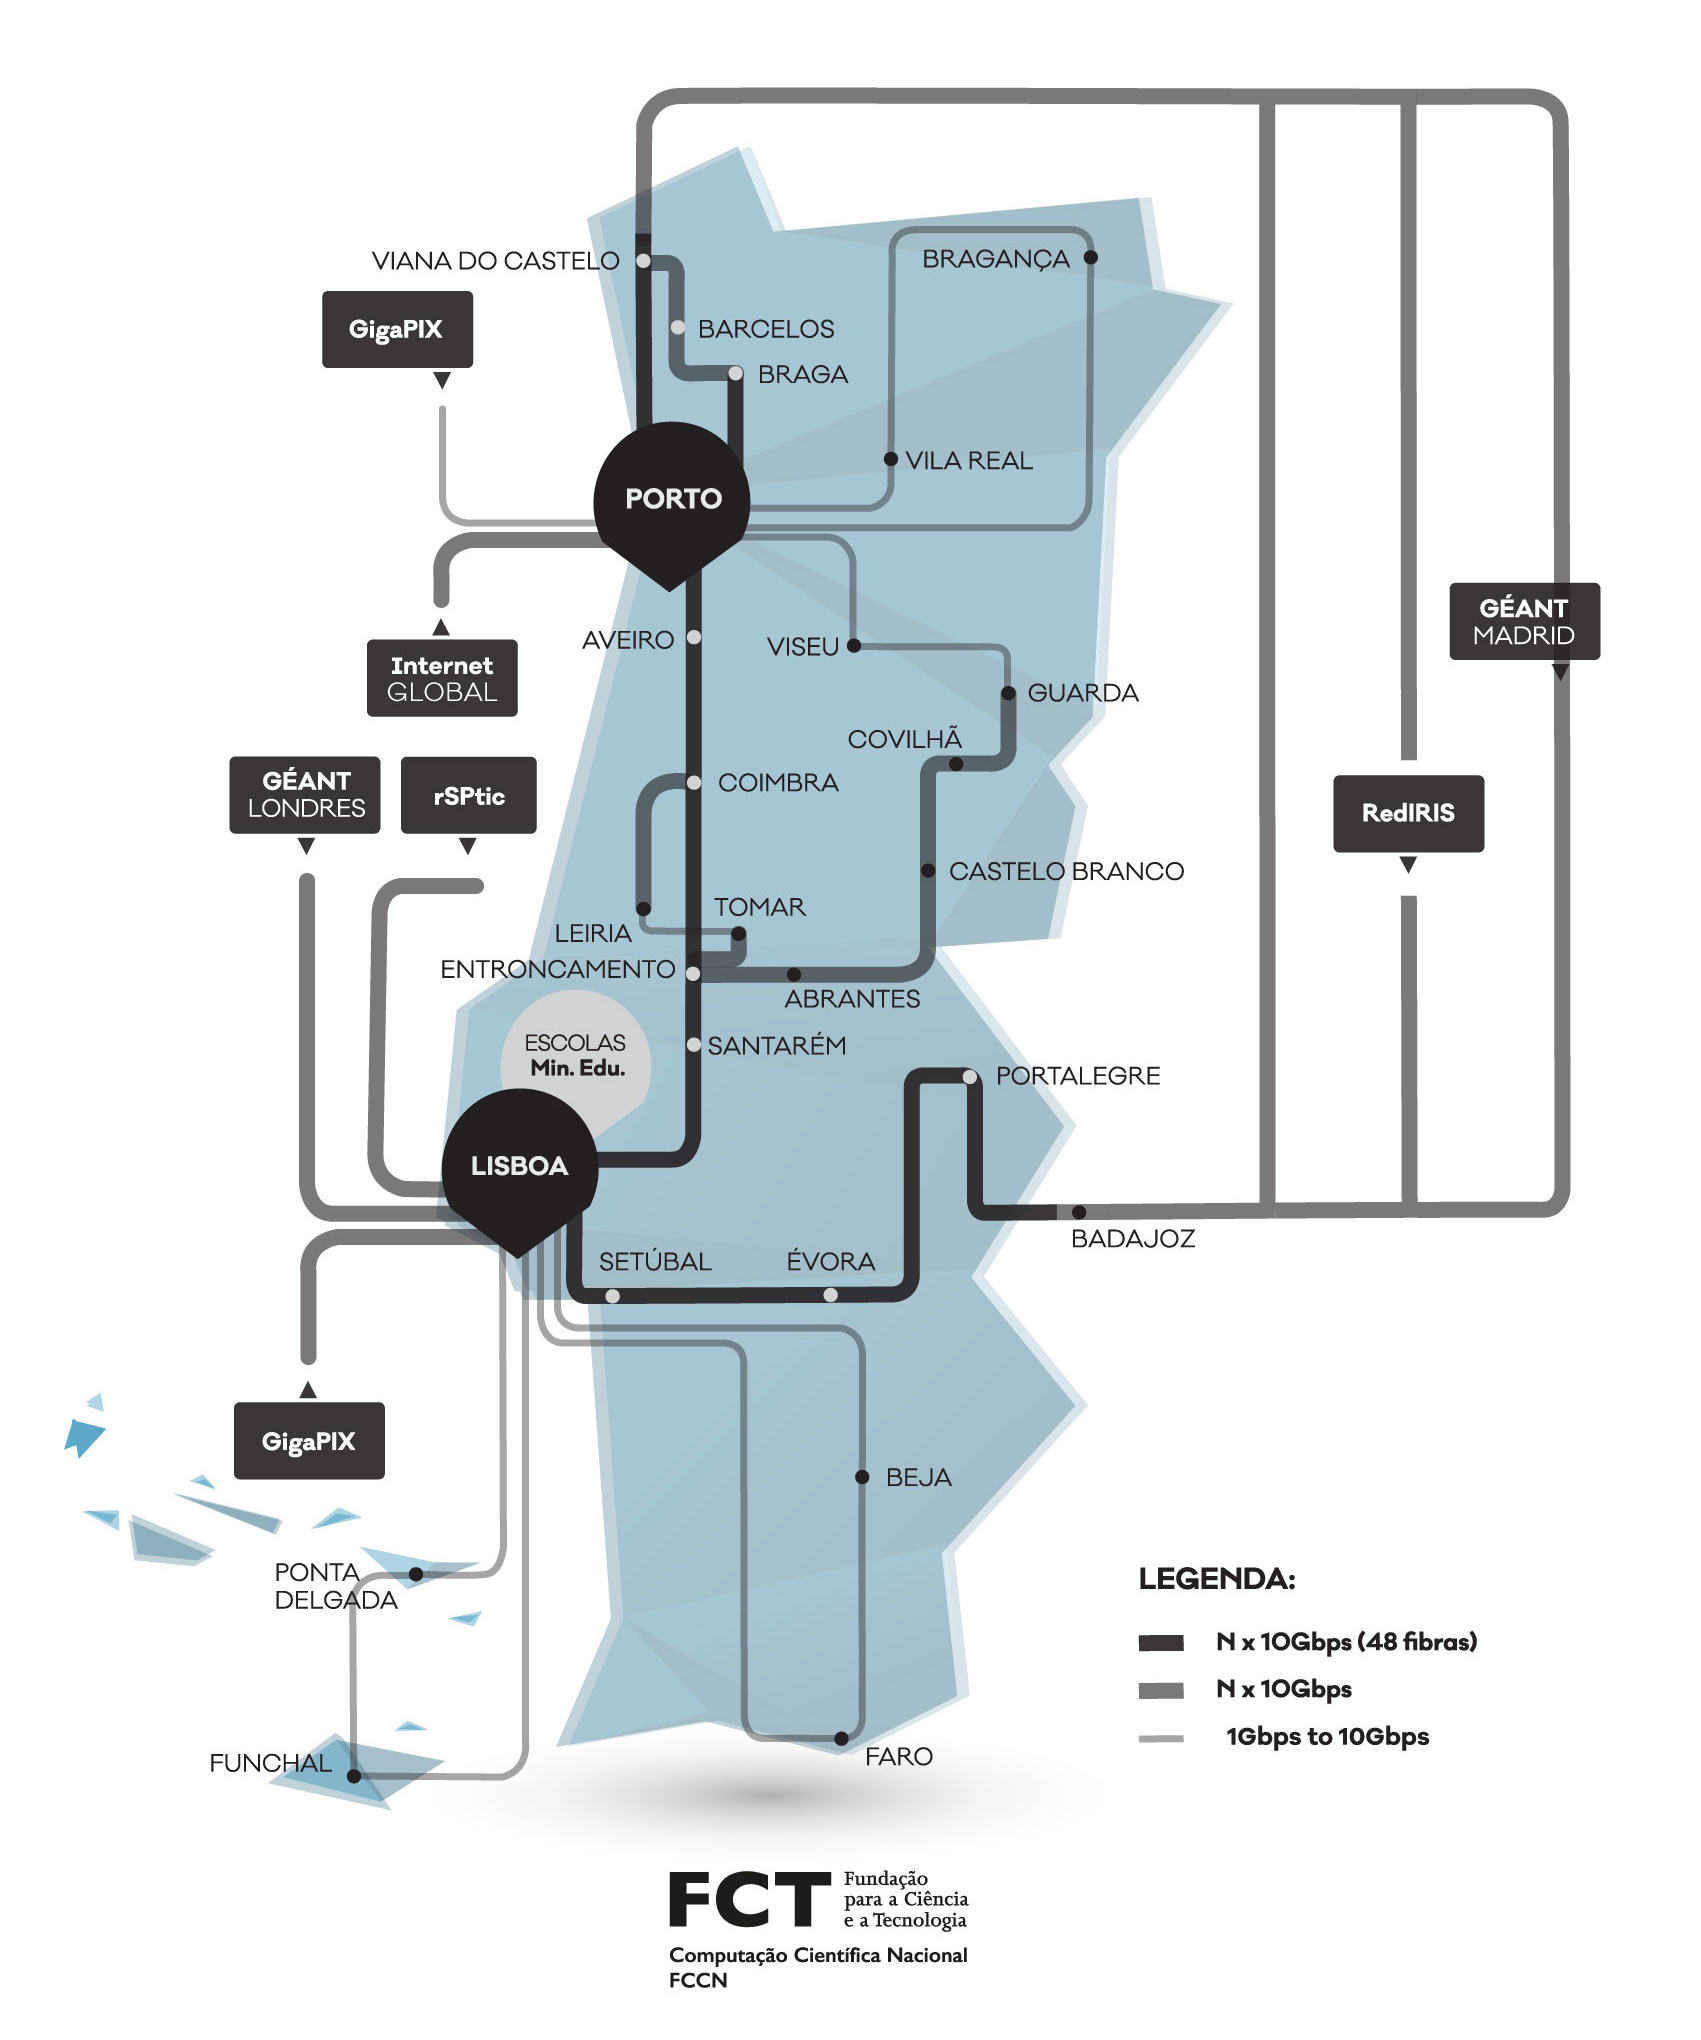 VIANA DO CASTELO
BRAGANÇA
GigaPIX
BARCELOS
BRAGA
VILA REAL
PORTO
GÉANT
MADRID
AVEIRO
VISEU
Internet
GLOBAL
GUARDA
COVILHÃ
GÉANT
LONDRES
rSPtic
COIMBRA
RedIRIS
CASTELO BRANCO
TOMAR
LEIRIA
ENTRONCAMENTO
ABRANTES
ESCOLAS
Min. Edu.
SANTARÉM
PORTALEGRE
LISBOA
BADAJOZ
SETÚBAL
ÉVORA
GigaPIX
BEJA
PONTA
DELGADA
LEGENDA:
N x 10Gbps (48 fibras)
N x 10Gbps
1Gbps to 10Gbps
FUNCHAL
FARO
FCT
Fundação
para a Ciência
e a Tecnologia
Computação Científica Nacional
FCCN